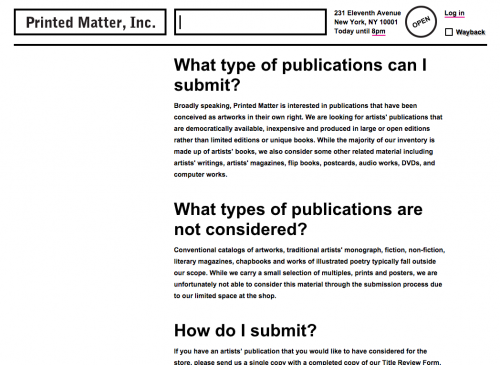 Printed Matter, Inc.
231 Eleventh Avenue
New York, NY 10001
Today until 8pm
OPEN
Log in
Wayback
What type of publications can I
submit?
Broadly speaking, Printed Matter is interested in publications that have been
conceived as artworks in their own right. We are looking for artists' publications that
are democratically available, inexpensive and produced in large or open editions
rather than limited editions or unique books. While the majority of our inventory is
made up of artists' books, we also consider some other related material including
artists' writings, artists' magazines, flip books, postcards, audio works, DVDs, and
computer works.
What types of publications are
not considered?
Conventional catalogs of artworks, traditional artists' monograph, fiction, non-fiction,
literary magazines, chapbooks and works of illustrated poetry typically fall outside
our scope. While we carry a small selection of multiples, prints and posters, we are
unfortunately not able to consider this material through the submission process due
to our limited space at the shop.
How do I submit?
If you have an artists' publication that you would like to have considered for the
store, please send us a single copy with a completed copy of our Title Review Form.